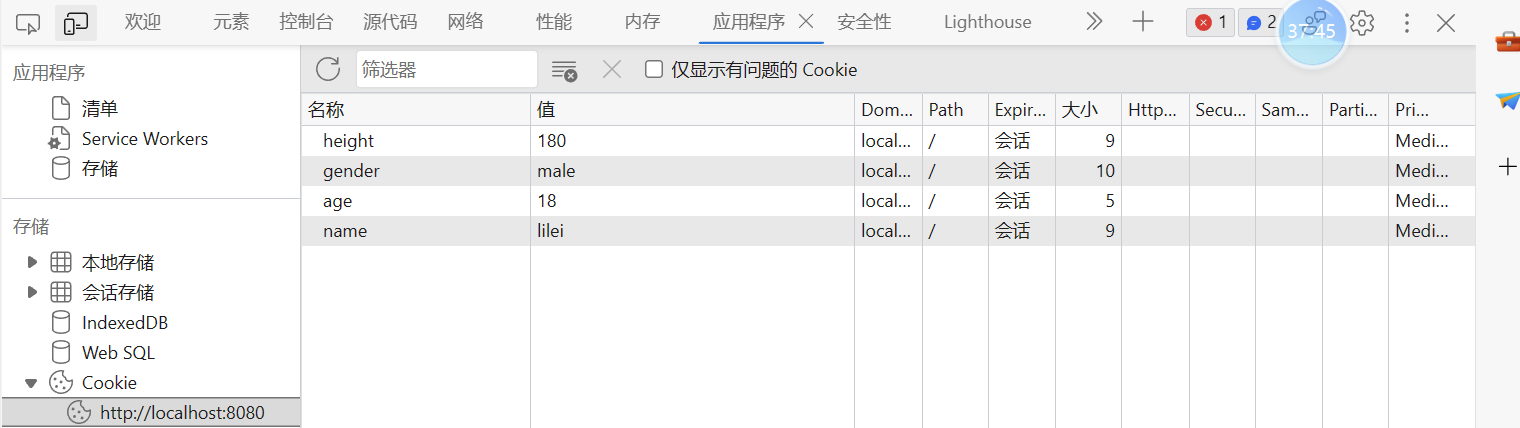 欢迎 元素 控制台 源代码 网络 性能 内存 应用程序 安全性 Lighthouse 1 2 37:45
应用程序
清单
Service Workers
存储
存储
本地存储
会话存储
IndexedDB
Web SQL
Cookie
http://localhost:8080
筛选器 仅显示有问题的 Cookie
名称 值 Dom... Path Expir... 大小 Http... Secu... Sam... Parti... Pri...
height 180 local... / 会话 9 Medi...
gender male local... / 会话 10 Medi...
age 18 local... / 会话 5 Medi...
name lilei local... / 会话 9 Medi...